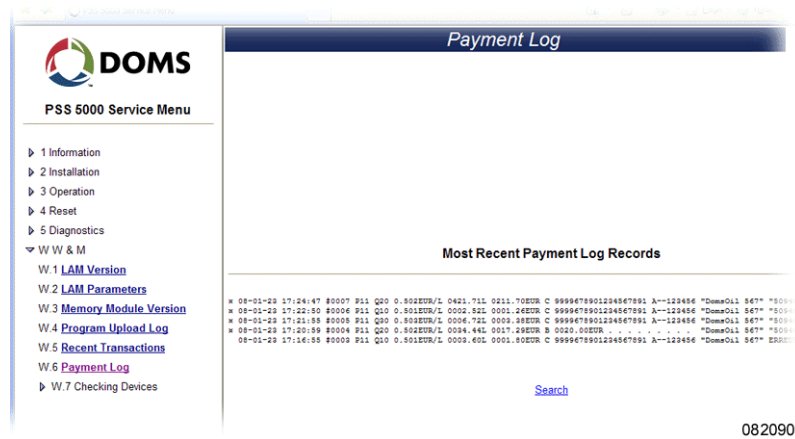 Payment Log
DOMS
PSS 5000 Service Menu
1 Information
2 Installation
3 Operation
4 Reset
5 Diagnostics
W W & M
W.1 LAM Version
W.2 LAM Parameters
W.3 Memory Module Version
W.4 Program Upload Log
W.5 Recent Transactions
W.6 Payment Log
W.7 Checking Devices
Most Recent Payment Log Records
* 08-01-23 17:24:47 #0007 P11 Q20 0.502EUR/L 0421.71L 0211.70EUR C 9999678901234567891 A--123456 "DomsOil 567"
* 08-01-23 17:22:50 #0006 P11 Q10 0.501EUR/L 0002.52L 0001.26EUR C 9999678901234567891 A--123456 "DomsOil 567"
* 08-01-23 17:21:55 #0005 P11 Q30 0.503EUR/L 0006.72L 0003.38EUR C 9999678901234567891 A--123456 "DomsOil 567"
* 08-01-23 17:20:59 #0004 P11 Q20 0.502EUR/L 0034.44L 0017.29EUR B 0020.00EUR . . . . . . . . . "DomsOil 567"
08-01-23 17:16:55 #0003 P11 Q10 0.501EUR/L 0003.60L 0001.80EUR C 9999678901234567891 A--123456 "DomsOil 567"
Search
082090